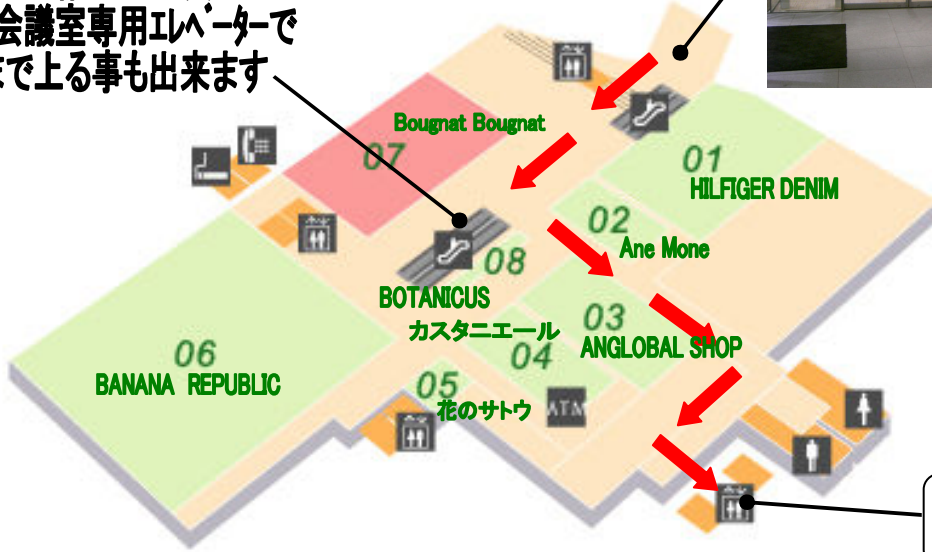 会議室専用エレベーターで
まで上る事も出来ます
Bougnat Bougnat
07
01
HILFIGER DENIM
02
Ane Mone
08
BOTANICUS
カスタニエール
03
ANGLOBAL SHOP
04
06
BANANA REPUBLIC
05
花のサトウ
ATM